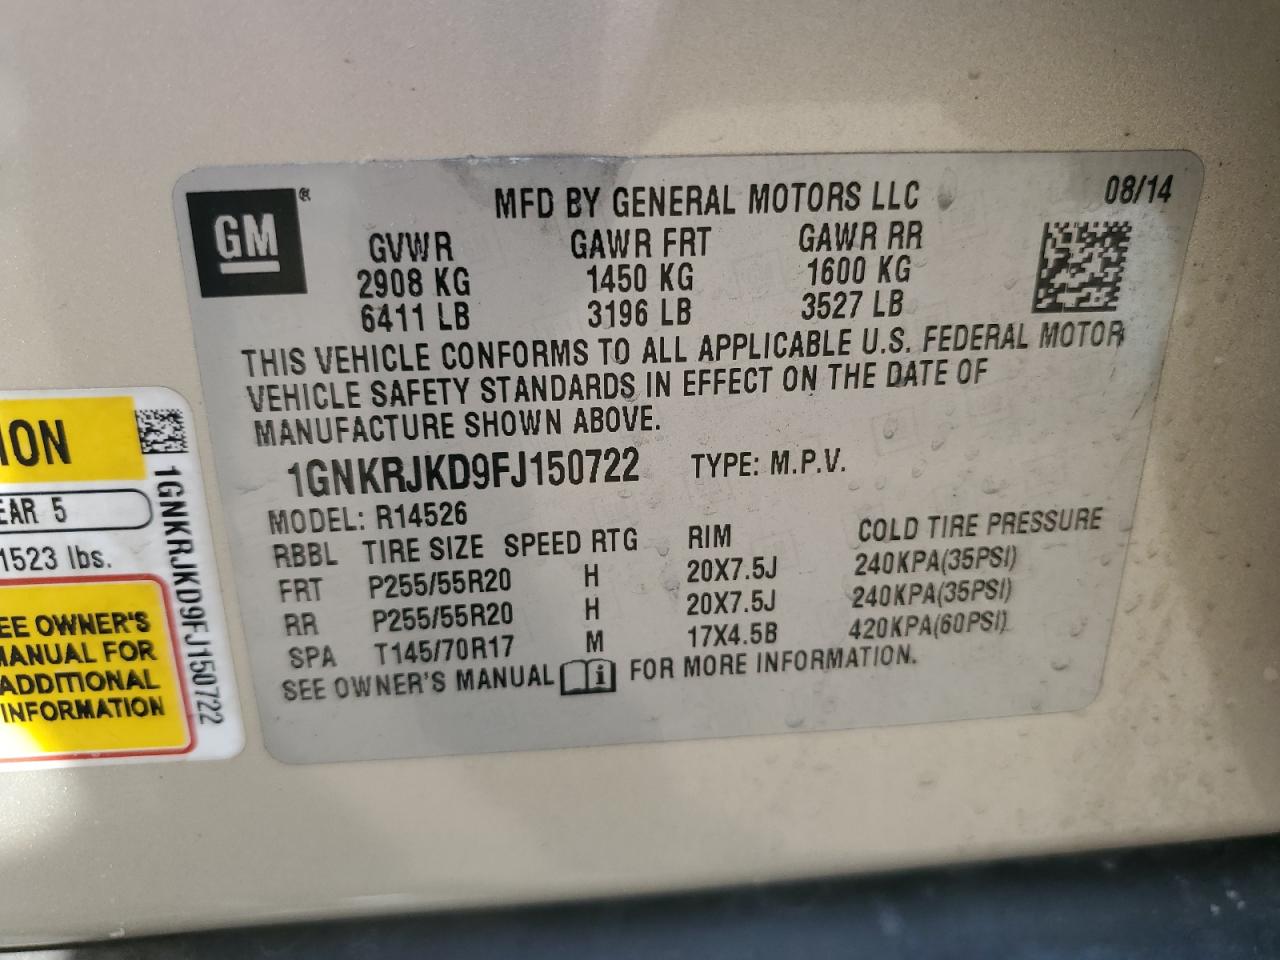 GM ®
MFD BY GENERAL MOTORS LLC 08/14
GVWR GAWR FRT GAWR RR
2908 KG 1450 KG 1600 KG
6411 LB 3196 LB 3527 LB
THIS VEHICLE CONFORMS TO ALL APPLICABLE U.S. FEDERAL MOTOR
VEHICLE SAFETY STANDARDS IN EFFECT ON THE DATE OF
MANUFACTURE SHOWN ABOVE.
1GNKRJKD9FJ150722 TYPE: M.P.V.
MODEL: R14526
RBBL TIRE SIZE SPEED RTG RIM COLD TIRE PRESSURE
FRT P255/55R20 H 20X7.5J 240KPA(35PSI)
RR P255/55R20 H 20X7.5J 240KPA(35PSI)
SPA T145/70R17 M 17X4.5B 420KPA(60PSI)
SEE OWNER'S MANUAL i FOR MORE INFORMATION.
ION
EAR 5
1523 lbs.
EE OWNER'S
MANUAL FOR
ADDITIONAL
INFORMATION
1GNKRJKD9FJ150722